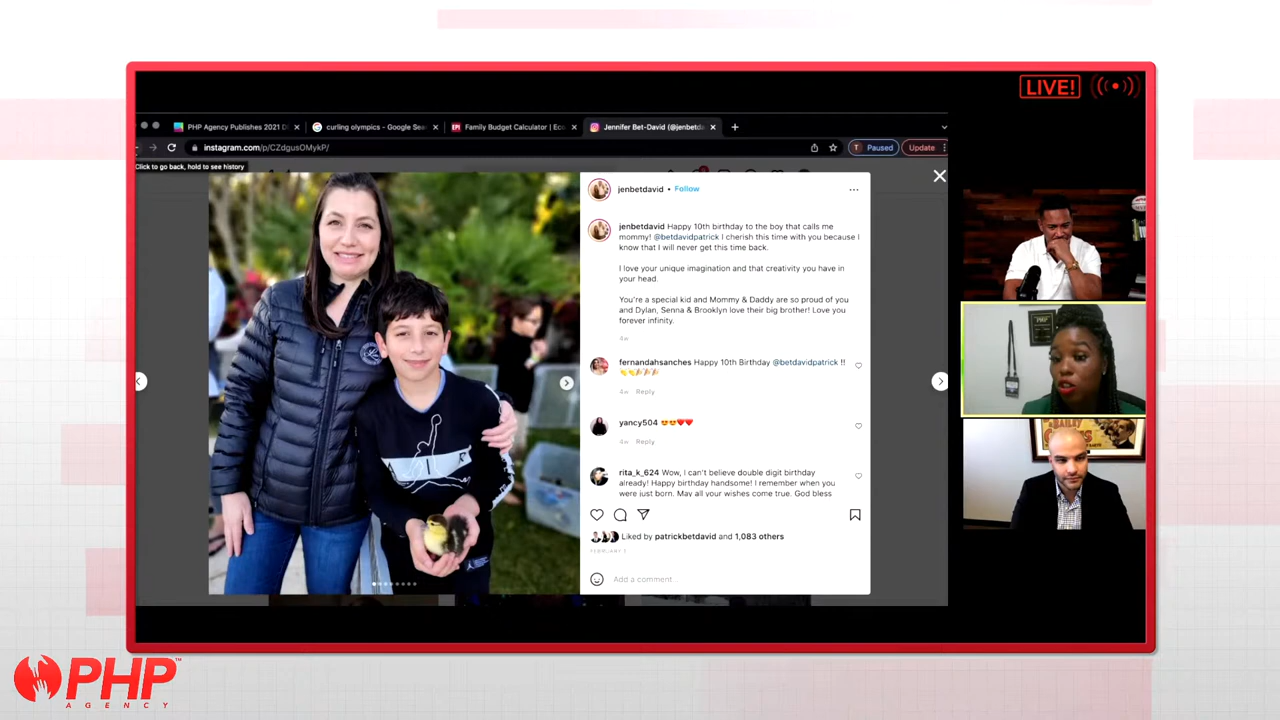 LIVE!
PHP Agency Publishes 2021 D
curling olympics - Google Sea
Family Budget Calculator | Eco
Jennifer Bet-David (@jenbetda
instagram.com/p/CZdgusOMykP/
T Paused
Update
Click to go back, hold to see history
jenbetdavid • Follow
jenbetdavid Happy 10th birthday to the boy that calls me
mommy! @betdavidpatrick I cherish this time with you because I
know that I will never get this time back.
I love your unique imagination and that creativity you have in
your head.
You're a special kid and Mommy & Daddy are so proud of you
and Dylan, Senna & Brooklyn love their big brother! Love you
forever infinity.
4w
fernandahsanches Happy 10th Birthday @betdavidpatrick !!
4w Reply
yancy504 😍😍❤️❤️
4w Reply
rita_k_624 Wow, I can't believe double digit birthday
already! Happy birthday handsome! I remember when you
were just born. May all your wishes come true. God bless
Liked by patrickbetdavid and 1,083 others
Add a comment...
PHP
PHP™
AGENCY